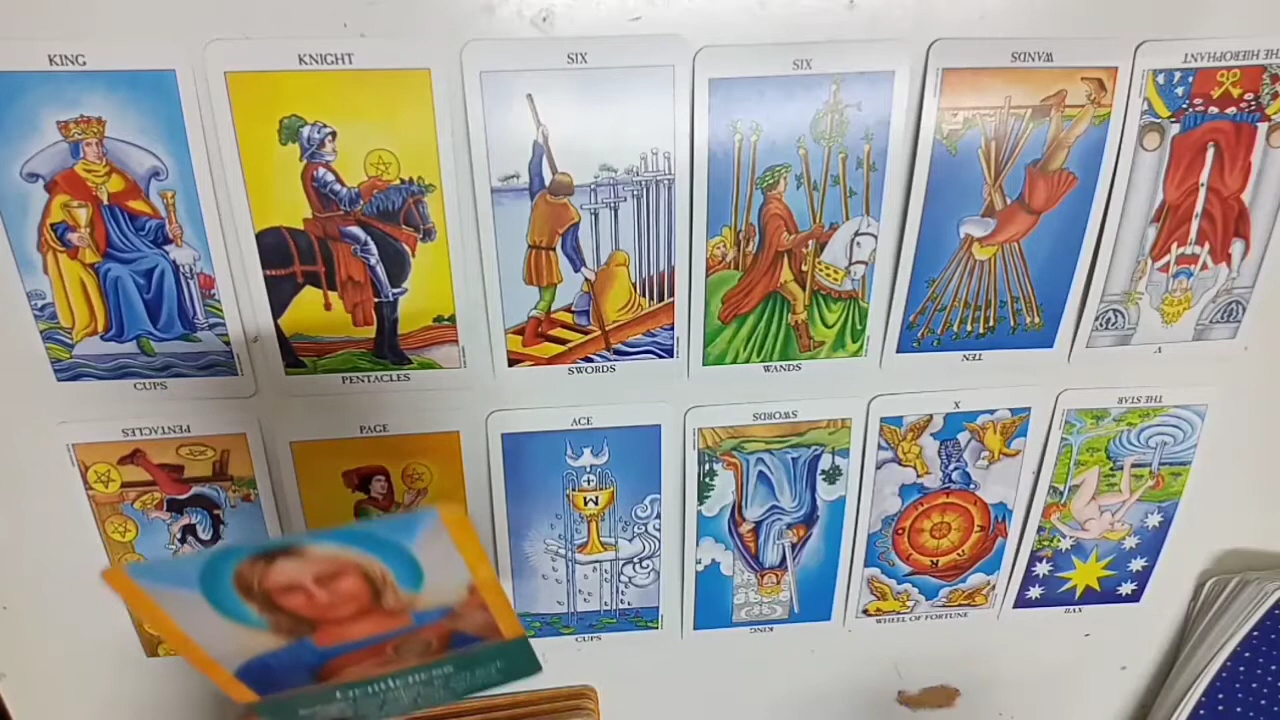 KING
KNIGHT
SIX
SIX
WANDS
THE HIEROPHANT
CUPS
PENTACLES
SWORDS
WANDS
TEN
V
PENTACLES
PAGE
ACE
SWORDS
X
THE STAR
CUPS
KING
WHEEL OF FORTUNE
XVII
Gentleness